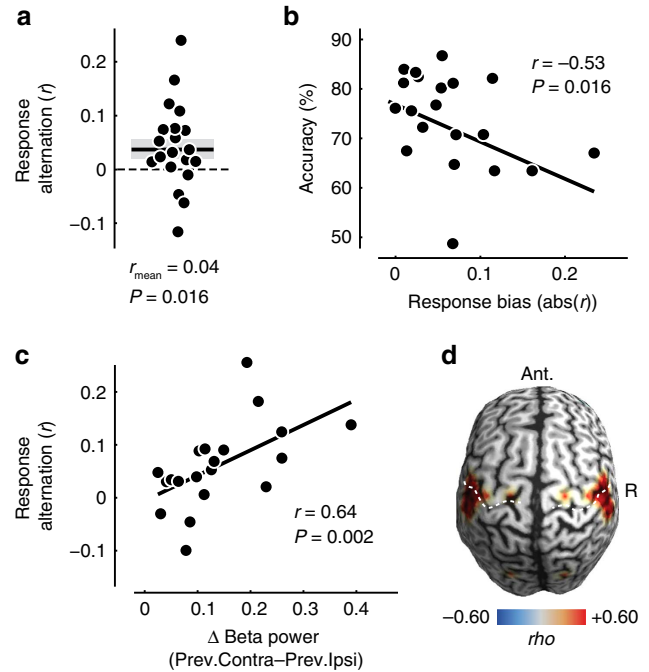 a
Response
alternation (r)
0.2
0.1
0
−0.1
rmean = 0.04
P = 0.016
b
Accuracy (%)
90
80
70
60
50
r = −0.53
P = 0.016
0
0.1
0.2
Response bias (abs(r))
c
Response
alternation (r)
0.2
0.1
0
−0.1
r = 0.64
P = 0.002
0
0.1
0.2
0.3
0.4
Δ Beta power
(Prev.Contra–Prev.Ipsi)
d
Ant.
R
−0.60
+0.60
rho